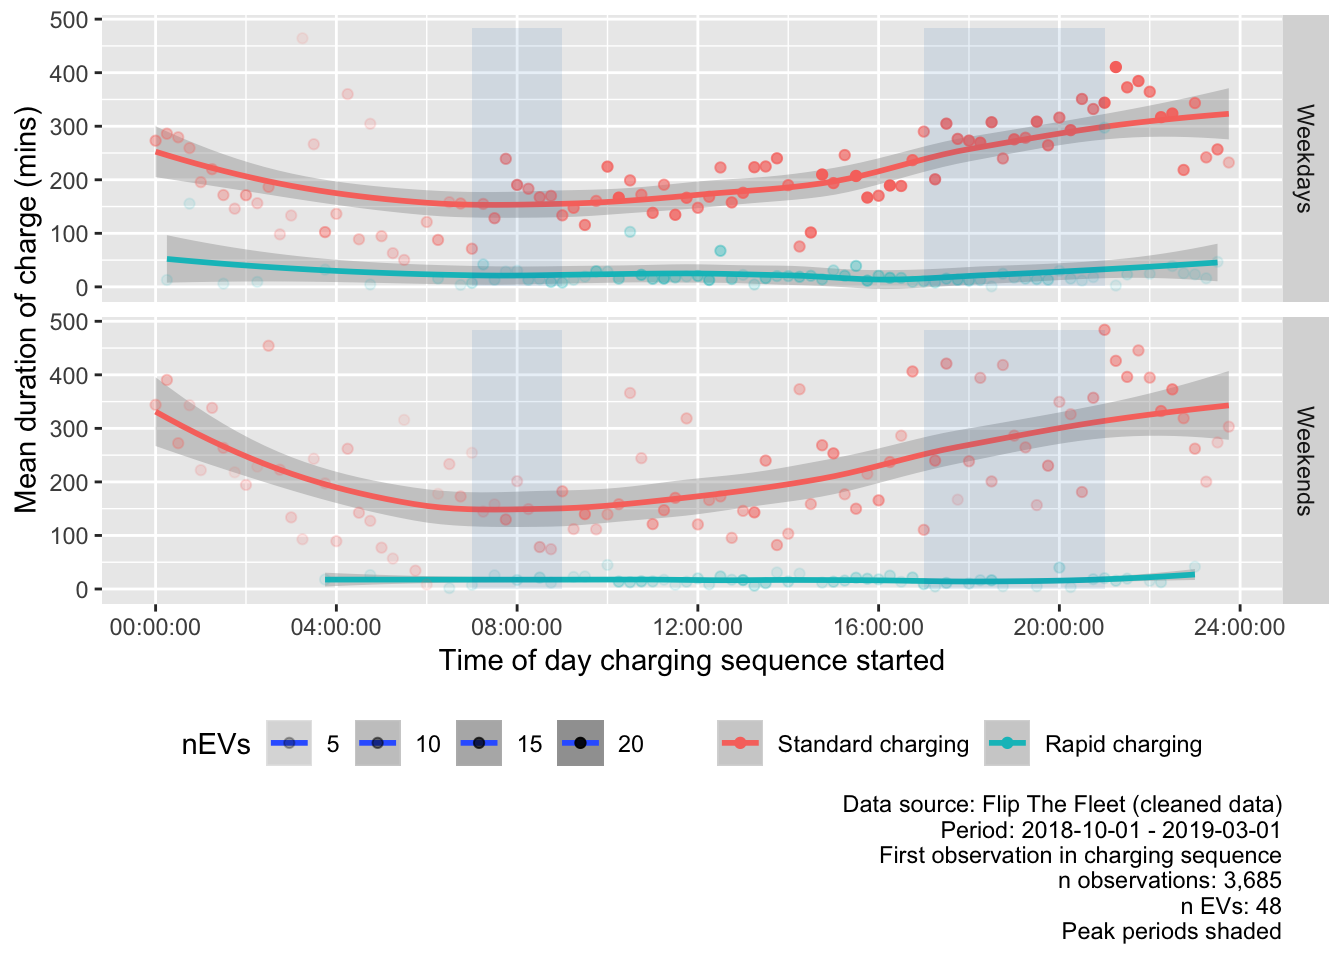 Mean duration of charge (mins)
500
400
300
200
100
0
Weekdays
500
400
300
200
100
0
Weekends
00:00:00 04:00:00 08:00:00 12:00:00 16:00:00 20:00:00 24:00:00
Time of day charging sequence started
nEVs 5 10 15 20 Standard charging Rapid charging
Data source: Flip The Fleet (cleaned data)
Period: 2018-10-01 - 2019-03-01
First observation in charging sequence
n observations: 3,685
n EVs: 48
Peak periods shaded